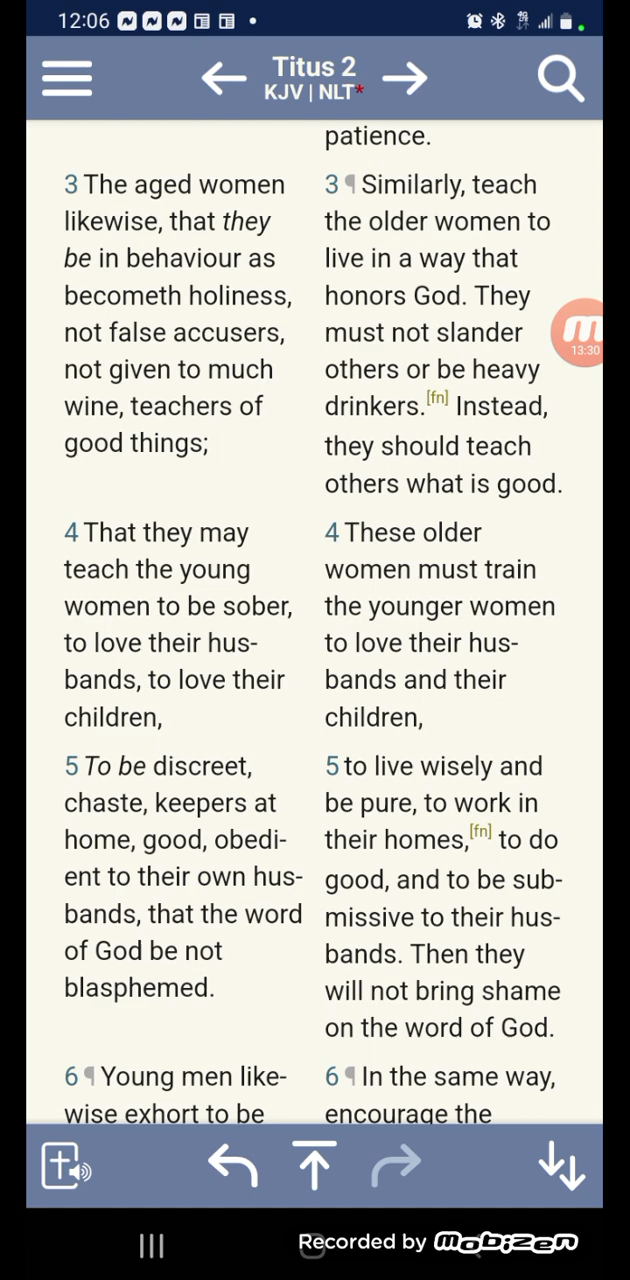 12:06
Titus 2
KJV | NLT*
3 The aged women
likewise, that they
be in behaviour as
becometh holiness,
not false accusers,
not given to much
wine, teachers of
good things;
4 That they may
teach the young
women to be sober,
to love their hus-
bands, to love their
children,
5 To be discreet,
chaste, keepers at
home, good, obedi-
ent to their own hus-
bands, that the word
of God be not
blasphemed.
6 ¶ Young men like-
wise exhort to be
patience.
3 ¶ Similarly, teach
the older women to
live in a way that
honors God. They
must not slander
others or be heavy
drinkers.[fn] Instead,
they should teach
others what is good.
4 These older
women must train
the younger women
to love their hus-
bands and their
children,
5 to live wisely and
be pure, to work in
their homes,[fn] to do
good, and to be sub-
missive to their hus-
bands. Then they
will not bring shame
on the word of God.
6 ¶ In the same way,
encourage the
m
13:30
Recorded by mobizen